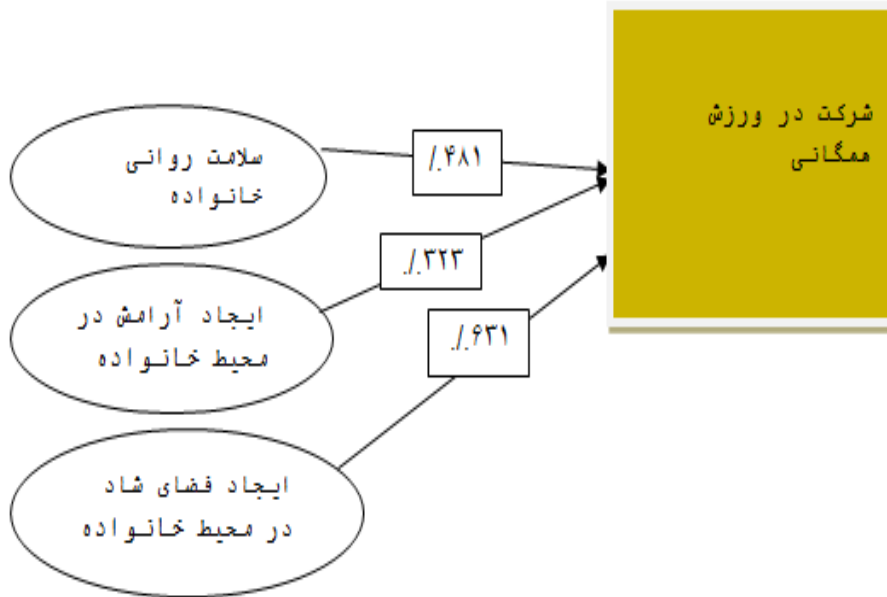 شرکت در ورزش
همگانی
سلامت روانی
خانواده
۴۸۱./
ایجاد آرامش در
محیط خانواده
۳۲۳./.
ایجاد فضای شاد
در محیط خانواده
۶۳۱./.